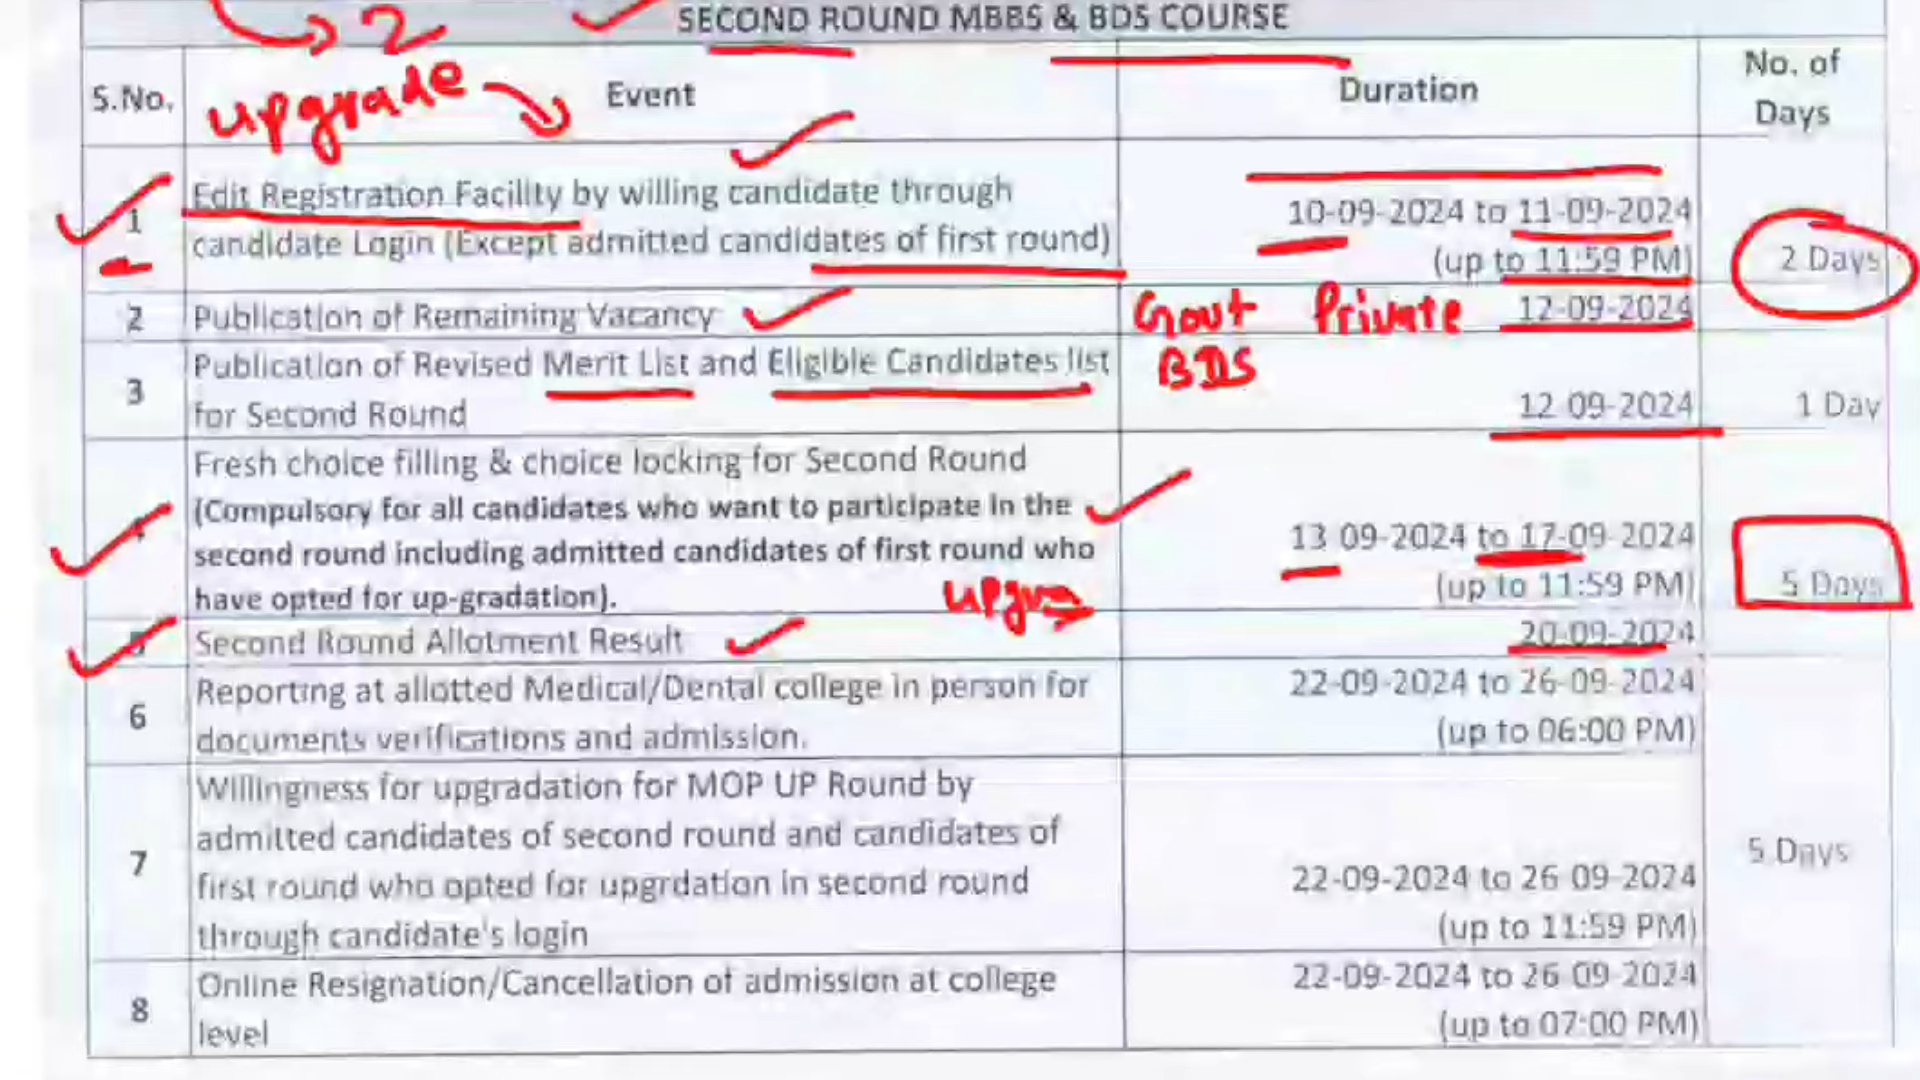 SECOND ROUND MBBS & BDS COURSE
2
upgrade
S.No.
Event
Duration
No. of
Days
1
Edit Registration Facility by willing candidate through
candidate Login (Except admitted candidates of first round)
10-09-2024 to 11-09-2024
(up to 11:59 PM)
2 Days
2
Publication of Remaining Vacancy
Govt Private
BDS
12-09-2024
3
Publication of Revised Merit List and Eligible Candidates list
for Second Round
12 09-2024
1 Day
4
Fresh choice filling & choice locking for Second Round
(Compulsory for all candidates who want to participate in the
second round including admitted candidates of first round who
have opted for up-gradation).
13 09-2024 to 17-09-2024
(up to 11:59 PM)
5 Days
5
Second Round Allotment Result
20-09-2024
6
Reporting at allotted Medical/Dental college in person for
documents verifications and admission.
22-09-2024 to 26-09-2024
(up to 06:00 PM)
7
Willingness for upgradation for MOP UP Round by
admitted candidates of second round and candidates of
first round who opted for upgrdation in second round
through candidate's login
22-09-2024 to 26 09-2024
(up to 11:59 PM)
5 Days
8
Online Resignation/Cancellation of admission at college
level
22-09-2024 to 26 09-2024
(up to 07:00 PM)